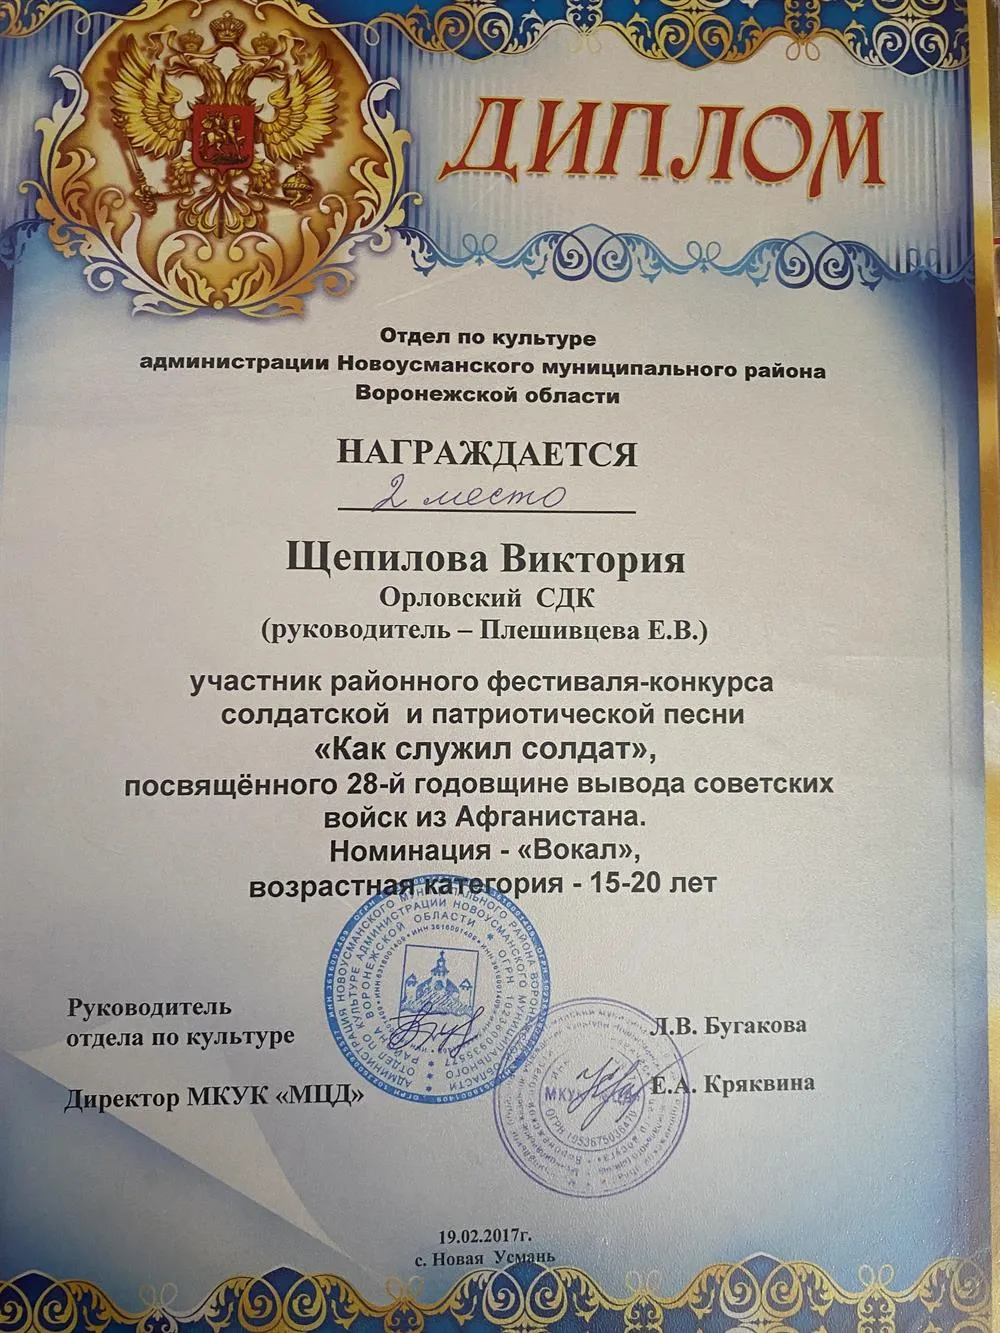 ДИПЛОМ
Отдел по культуре
администрации Новоусманского муниципального района
Воронежской области
НАГРАЖДАЕТСЯ
2 место
Щепилова Виктория
Орловский СДК
(руководитель – Плешивцева Е.В.)
участник районного фестиваля-конкурса
солдатской и патриотической песни
«Как служил солдат»,
посвящённого 28-й годовщине вывода советских
войск из Афганистана.
Номинация - «Вокал»,
возрастная категория - 15-20 лет
Руководитель
отдела по культуре
Л.В. Бугакова
Директор МКУК «МЦД»
Е.А. Кряквина
19.02.2017г.
с. Новая Усмань